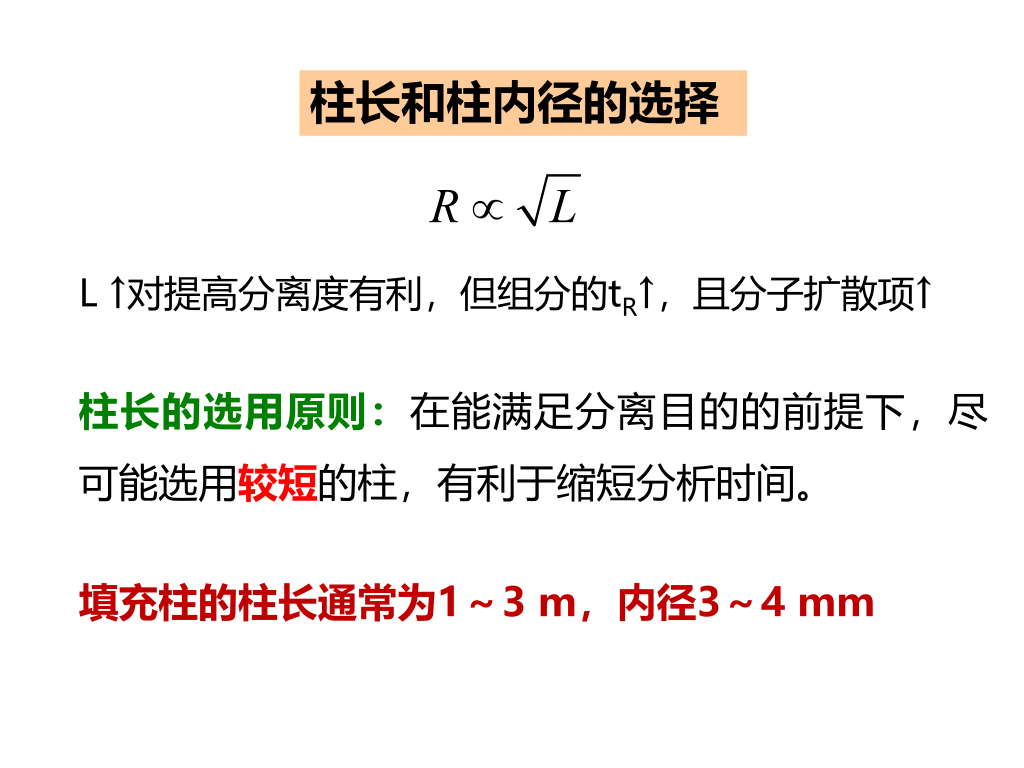 柱长和柱内径的选择
R ∝ √L
L ↑对提高分离度有利，但组分的tR↑，且分子扩散项↑
柱长的选用原则：在能满足分离目的的前提下，尽
可能选用较短的柱，有利于缩短分析时间。
填充柱的柱长通常为1～3 m，内径3～4 mm